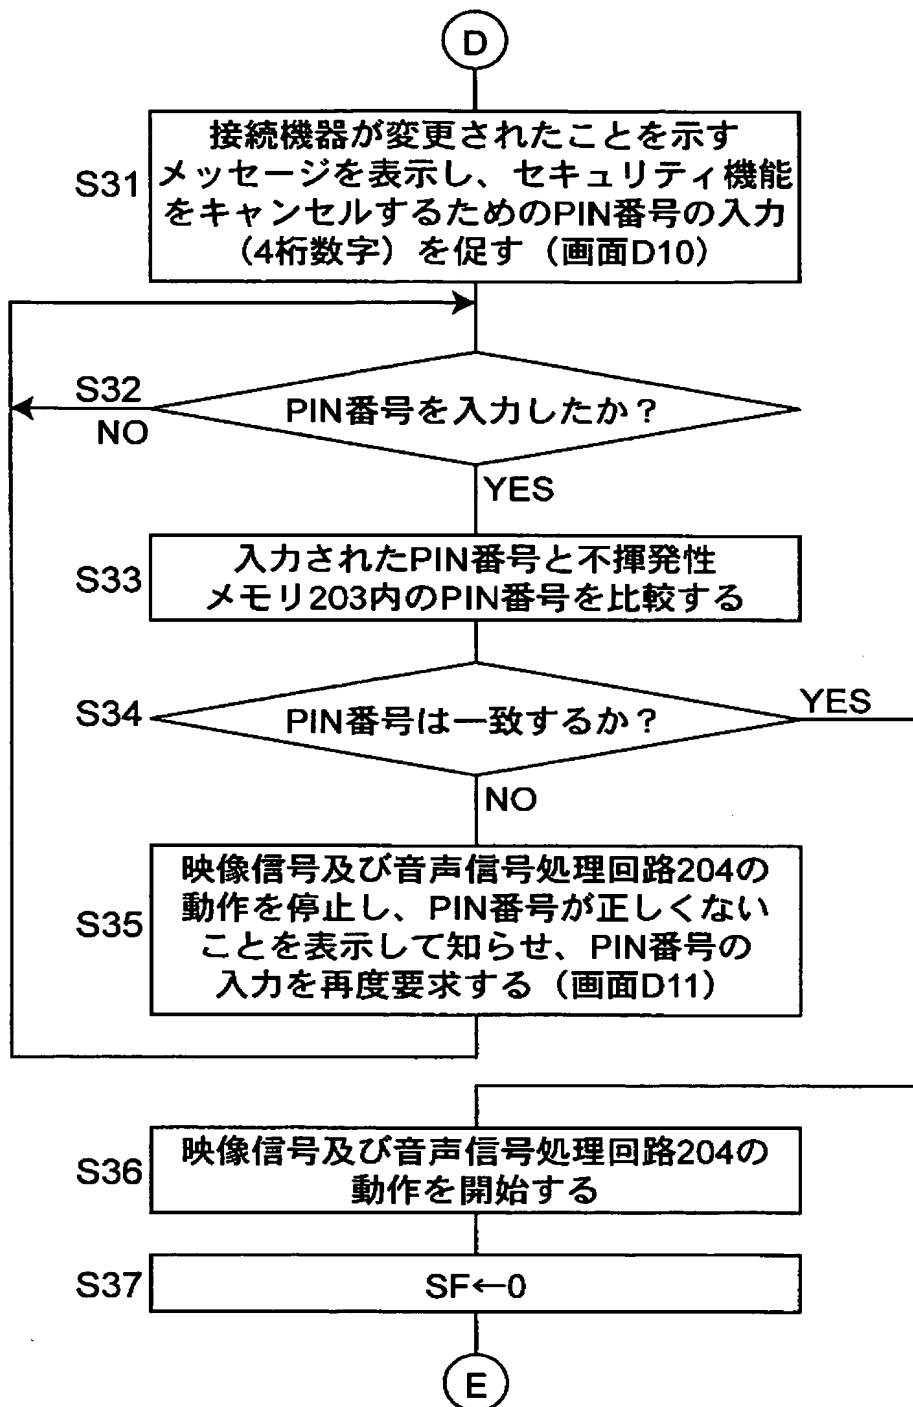 D
S31
接続機器が変更されたことを示す
メッセージを表示し、セキュリティ機能
をキャンセルするためのPIN番号の入力
（4桁数字）を促す（画面D10）
S32
PIN番号を入力したか？
NO
YES
S33
入力されたPIN番号と不揮発性
メモリ203内のPIN番号を比較する
S34
PIN番号は一致するか？
YES
NO
S35
映像信号及び音声信号処理回路204の
動作を停止し、PIN番号が正しくない
ことを表示して知らせ、PIN番号の
入力を再度要求する（画面D11）
S36
映像信号及び音声信号処理回路204の
動作を開始する
S37
SF←0
E